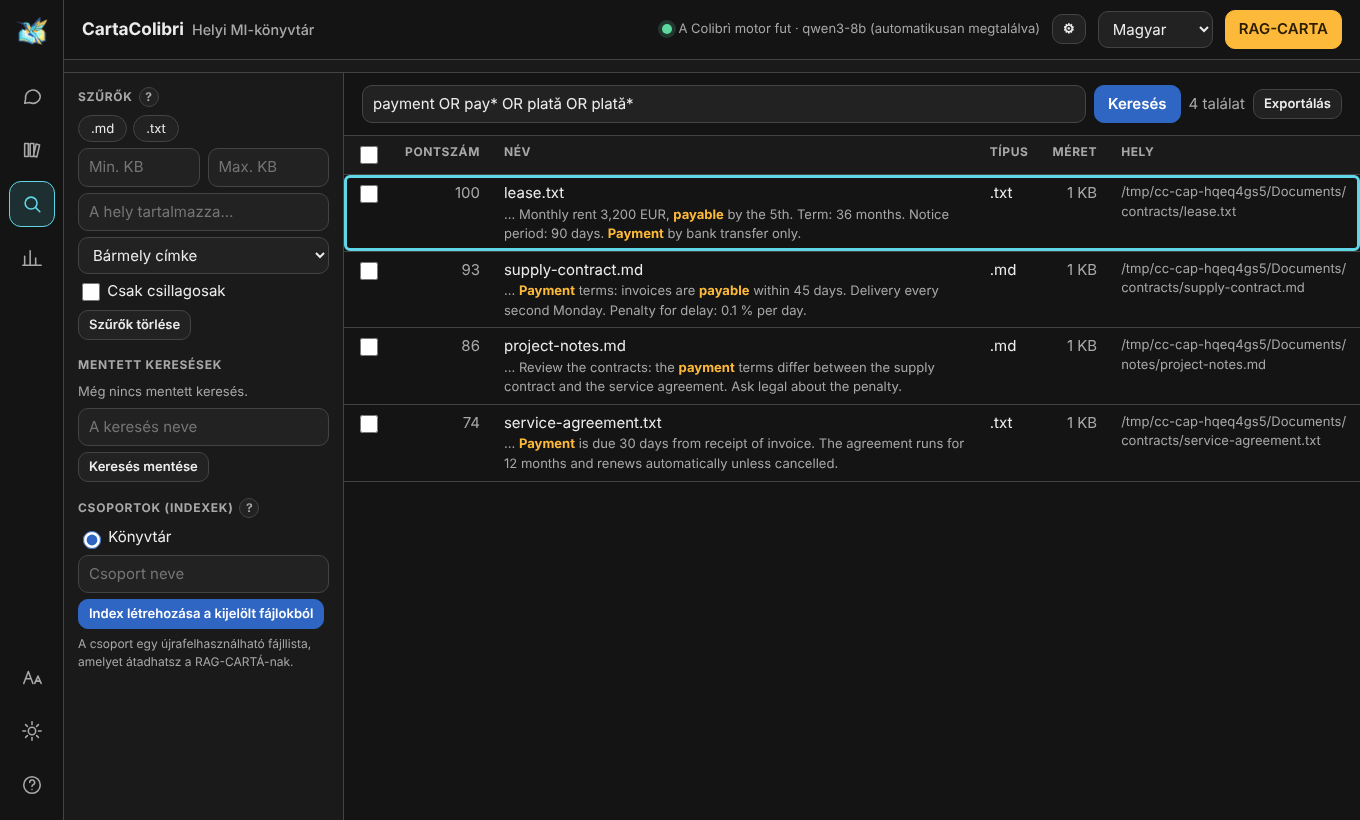 CartaColibri Helyi MI-könyvtár
A Colibrì motor fut · qwen3-8b (automatikusan megtalálva)
Magyar
RAG-CARTA
SZŰRŐK ?
.md .txt
Min. KB Max. KB
A hely tartalmazza...
Bármely címke
Csak csillagosak
Szűrők törlése
MENTETT KERESÉSEK
Még nincs mentett keresés.
A keresés neve
Keresés mentése
CSOPORTOK (INDEXEK) ?
Könyvtár
Csoport neve
Index létrehozása a kijelölt fájlokból
A csoport egy újrafelhasználható fájllista,
amelyet átadhatsz a RAG-CARTÁ-nak.
AA
?
payment OR pay* OR plată OR plată*
Keresés 4 találat Exportálás
PONTSZÁM NÉV TÍPUS MÉRET HELY
100 lease.txt .txt 1 KB /tmp/cc-cap-hqeq4gs5/Documents/
contracts/lease.txt
... Monthly rent 3,200 EUR, payable by the 5th. Term: 36 months. Notice
period: 90 days. Payment by bank transfer only.
93 supply-contract.md .md 1 KB /tmp/cc-cap-hqeq4gs5/Documents/
contracts/supply-contract.md
... Payment terms: invoices are payable within 45 days. Delivery every
second Monday. Penalty for delay: 0.1 % per day.
86 project-notes.md .md 1 KB /tmp/cc-cap-hqeq4gs5/Documents/
notes/project-notes.md
... Review the contracts: the payment terms differ between the supply
contract and the service agreement. Ask legal about the penalty.
74 service-agreement.txt .txt 1 KB /tmp/cc-cap-hqeq4gs5/Documents/
contracts/service-agreement.txt
... Payment is due 30 days from receipt of invoice. The agreement runs for
12 months and renews automatically unless cancelled.